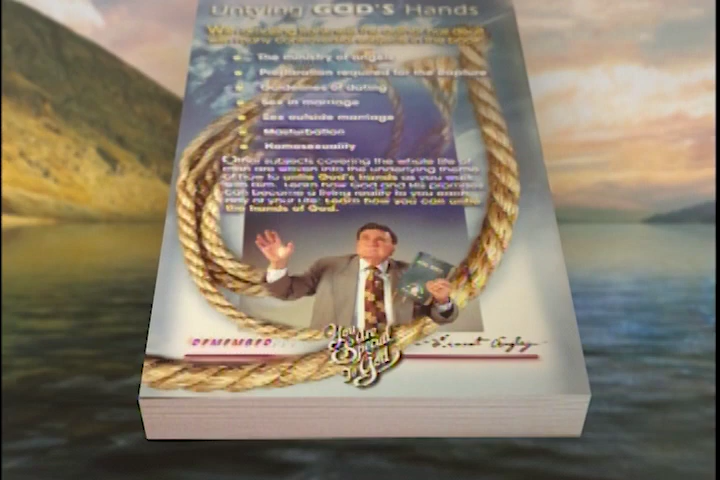 Untying GOD'S Hands
The ministry of angels
Preparation required for the Rapture
Guidelines of dating
Sex in marriage
Sex outside marriage
Masturbation
Homosexuality
Other subjects covering the whole life of
man are woven into the underlying theme
of how to untie God's hands as you walk
with Him. Learn how God and His promises
can become a living reality to you
of your life. Learn how you can untie
the hands of God.
REMEMBER
You
are
Special
To
God
Ernest Angley